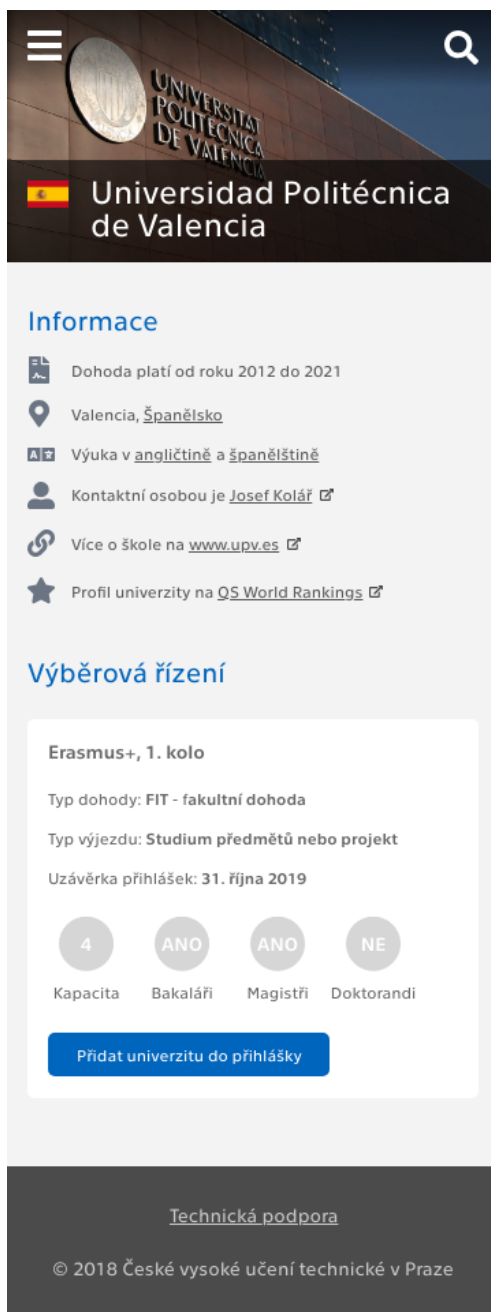 UNIVERSITAT
POLITÈCNICA
DE VALÈNCIA
Universidad Politécnica
de Valencia
Informace
Dohoda platí od roku 2012 do 2021
Valencia, Španělsko
A
Výuka v angličtině a španělštině
Kontaktní osobou je Josef Kolář
Více o škole na www.upv.es
Profil univerzity na QS World Rankings
Výběrová řízení
Erasmus+, 1. kolo
Typ dohody: FIT - fakultní dohoda
Typ výjezdu: Studium předmětů nebo projekt
Uzávěrka přihlášek: 31. října 2019
4 ANO ANO NE
Kapacita Bakaláři Magistři Doktorandi
Přidat univerzitu do přihlášky
Technická podpora
© 2018 České vysoké učení technické v Praze